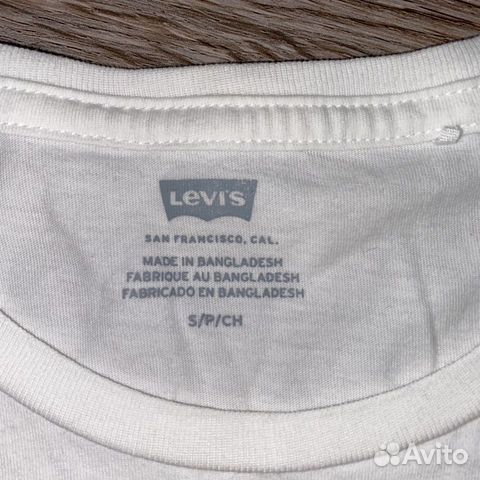 Levi's
SAN FRANCISCO, CAL.
MADE IN BANGLADESH
FABRIQUE AU BANGLADESH
FABRICADO EN BANGLADESH
S/P/CH
Avito